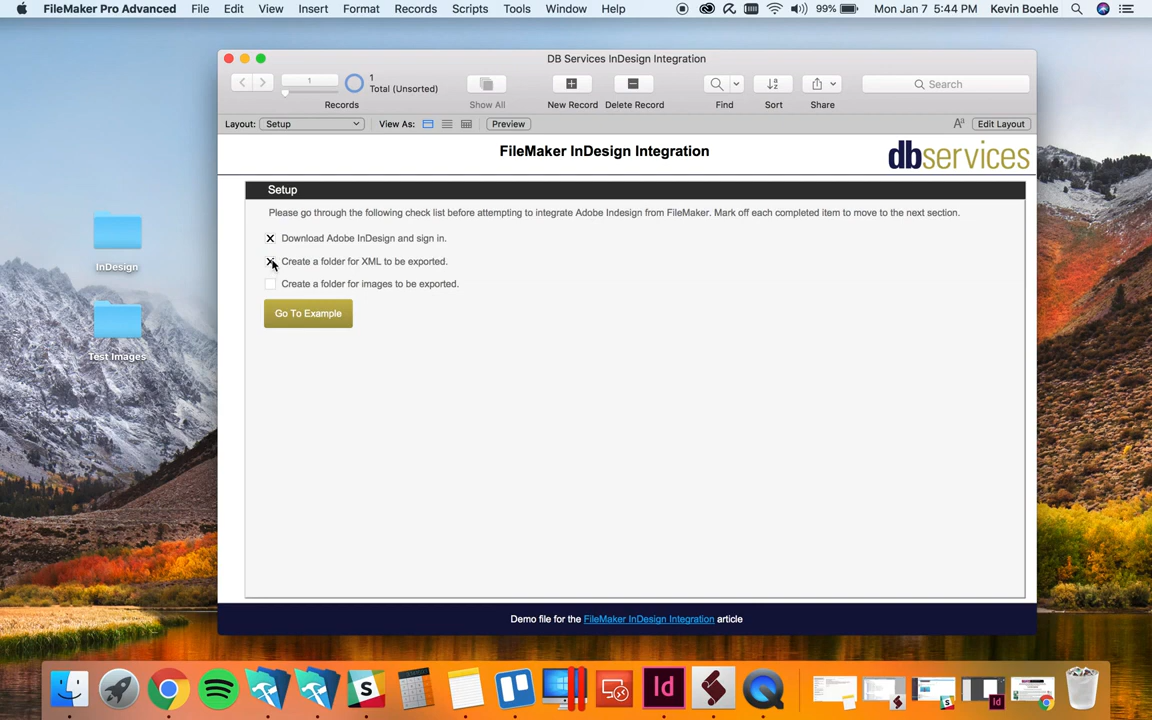 FileMaker Pro Advanced File Edit View Insert Format Records Scripts Tools Window Help 99% Mon Jan 7 5:44 PM Kevin Boehle
DB Services InDesign Integration
1 1 Total (Unsorted) Search
Records Show All New Record Delete Record Find Sort Share
Layout: Setup View As: Preview Aa Edit Layout
FileMaker InDesign Integration dbservices
Setup
Please go through the following check list before attempting to integrate Adobe Indesign from FileMaker. Mark off each completed item to move to the next section.
X Download Adobe InDesign and sign in.
X Create a folder for XML to be exported.
Create a folder for images to be exported.
Go To Example
InDesign
Test Images
Demo file for the FileMaker InDesign Integration article
S Id